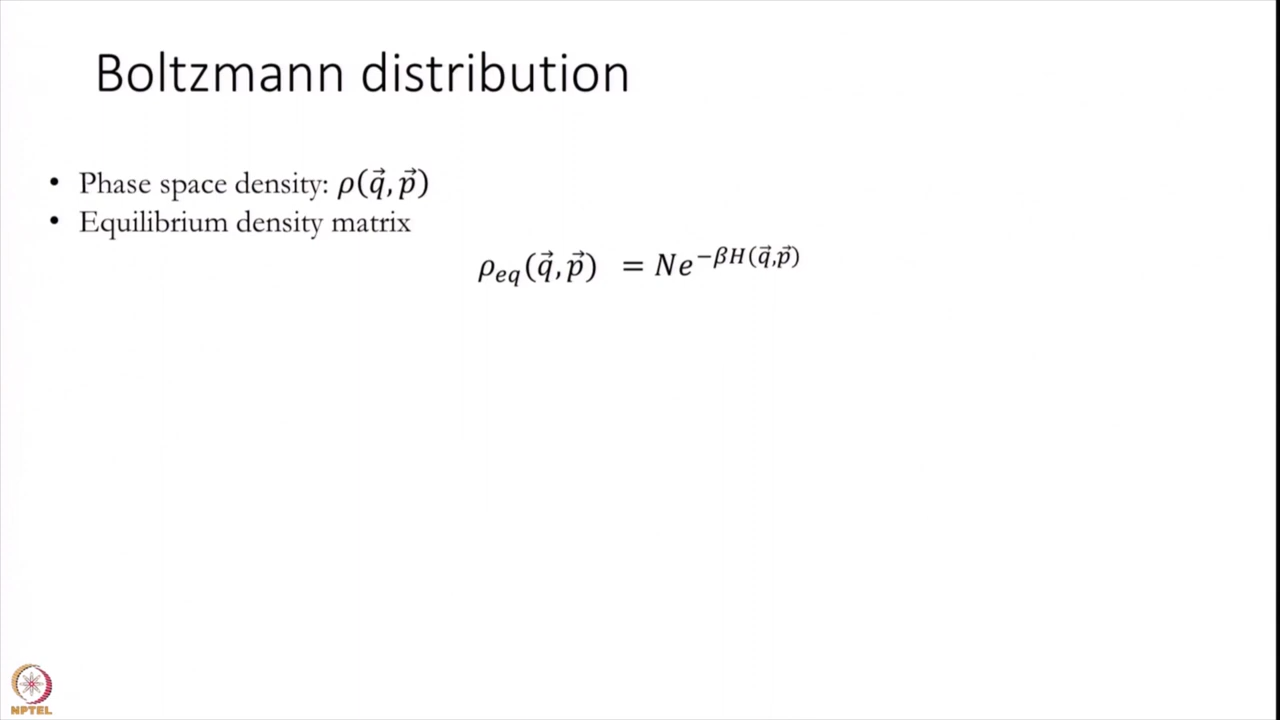 Boltzmann distribution
• Phase space density: ρ(q⃗, p⃗)
• Equilibrium density matrix
ρ_eq(q⃗, p⃗) = Ne^{−βH(q⃗,p⃗)}
NPTEL